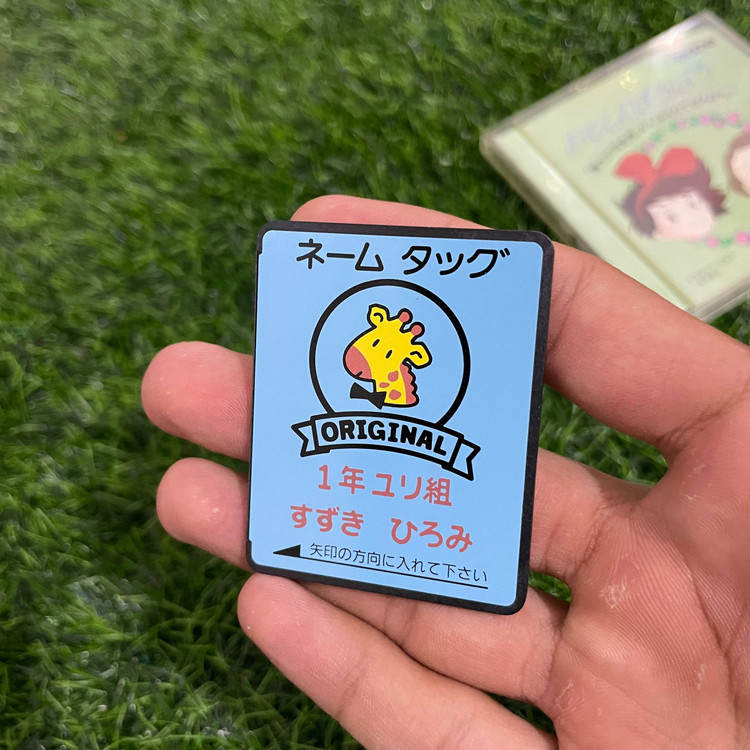 ネーム タッグ
ORIGINAL
1年ユリ組
すずき ひろみ
矢印の方向に入れて下さい